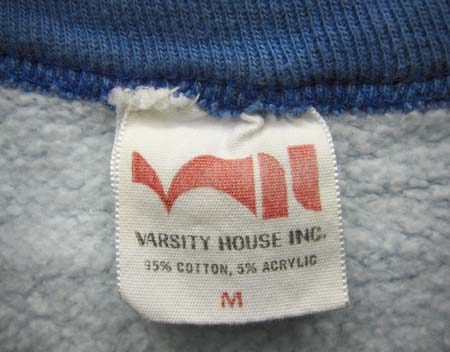 VARSITY HOUSE INC.
95% COTTON, 5% ACRYLIC
M